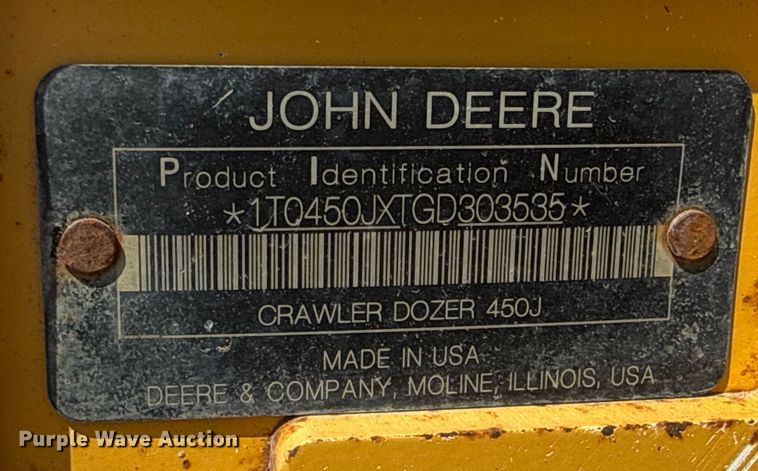 JOHN DEERE
Product Identification Number
*1T0450JXTGD303535*
CRAWLER DOZER 450J
MADE IN USA
DEERE & COMPANY, MOLINE, ILLINOIS, USA
Purple Wave Auction